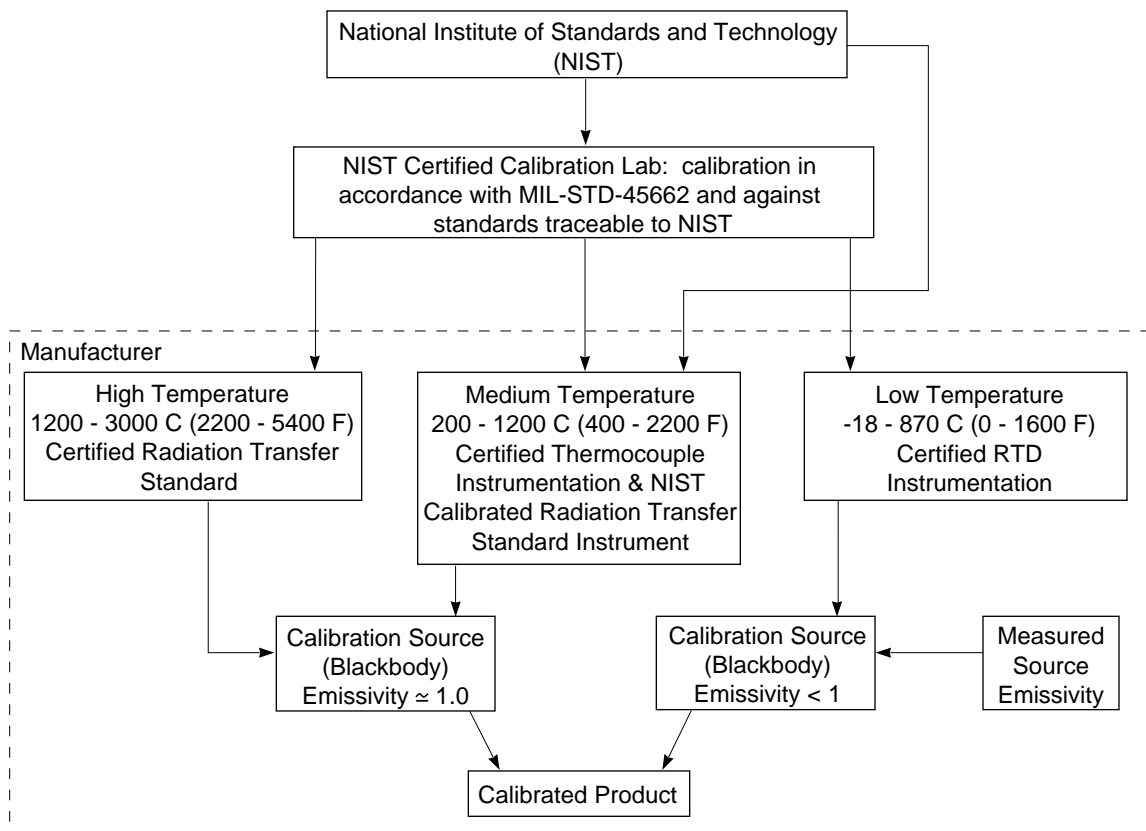 National Institute of Standards and Technology
(NIST)
NIST Certified Calibration Lab:  calibration in
accordance with MIL-STD-45662 and against
standards traceable to NIST
Manufacturer
High Temperature
1200 - 3000 C (2200 - 5400 F)
Certified Radiation Transfer
Standard
Medium Temperature
200 - 1200 C (400 - 2200 F)
Certified Thermocouple
Instrumentation & NIST
Calibrated Radiation Transfer
Standard Instrument
Low Temperature
-18 - 870 C (0 - 1600 F)
Certified RTD
Instrumentation
Calibration Source
(Blackbody)
Emissivity ≃ 1.0
Calibration Source
(Blackbody)
Emissivity < 1
Measured
Source
Emissivity
Calibrated Product